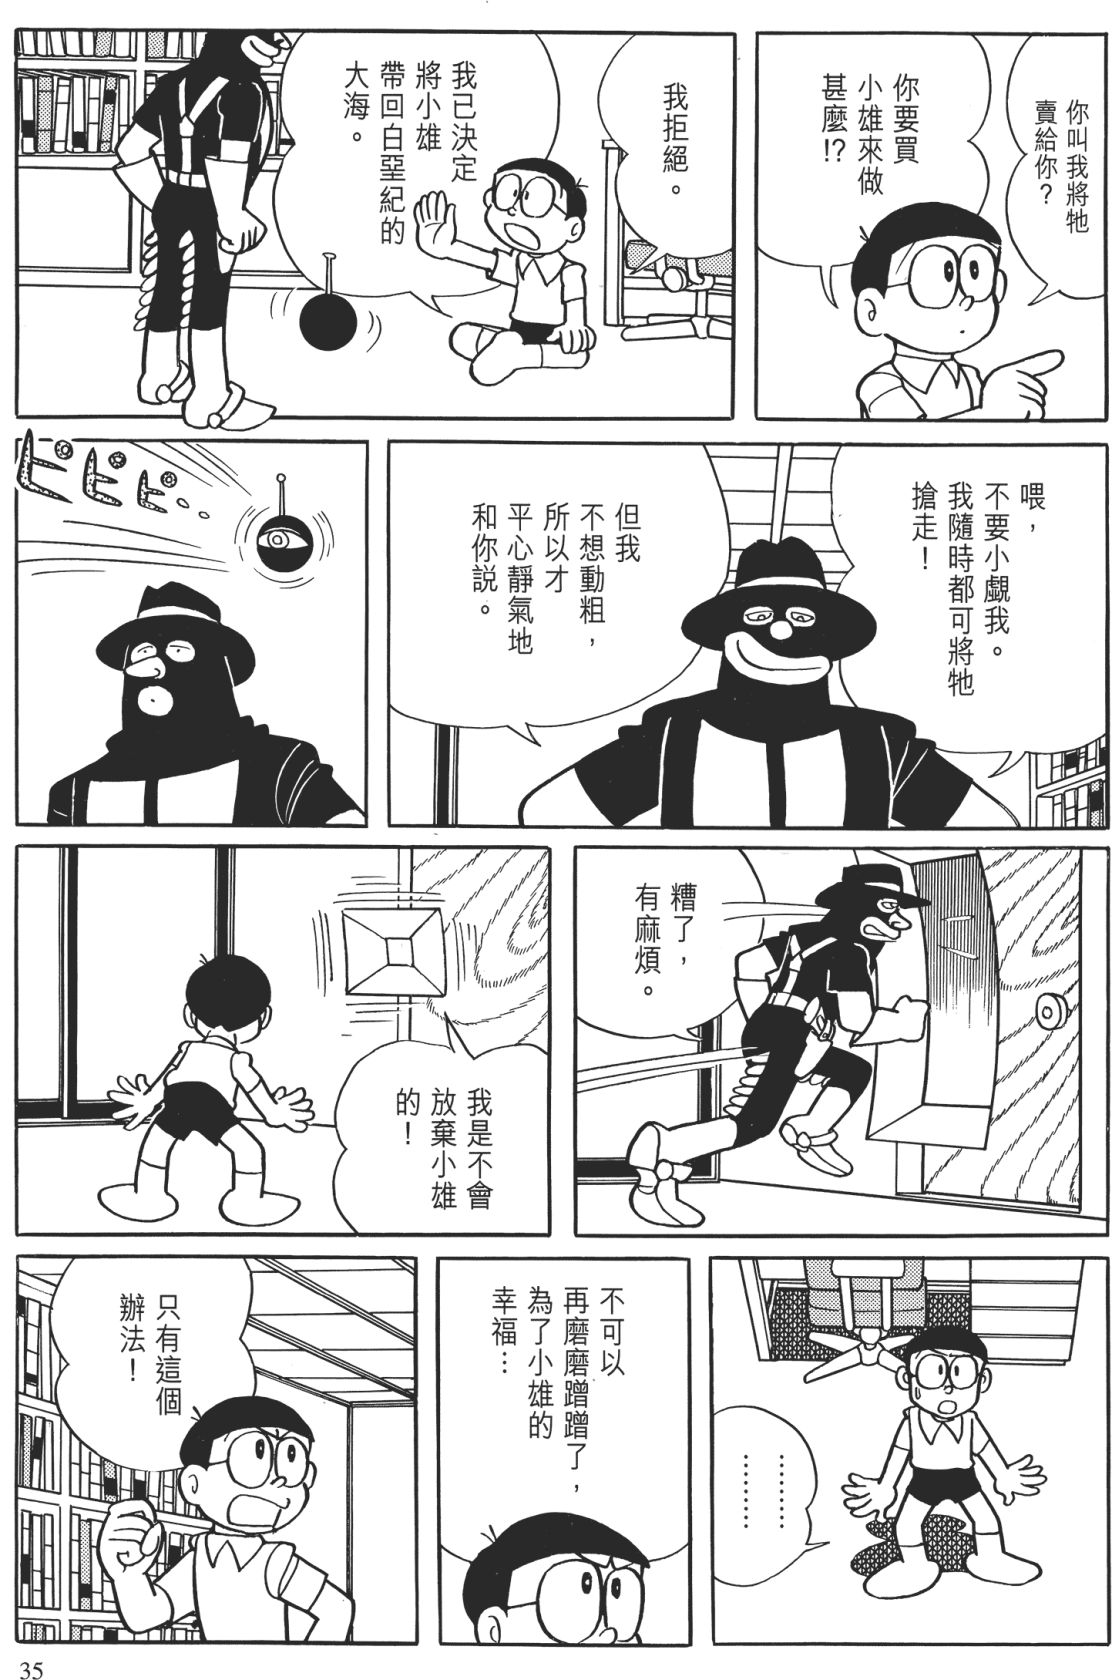 你叫我將牠
賣給你？
你要買
小雄來做
甚麼!?
我拒絕。
我已決定
將小雄
帶回白堊紀的
大海。
喂，
不要小覷我。
我隨時都可將牠
搶走！
但我
不想動粗，
所以才
平心靜氣地
和你説。
ピピピ…
糟了，
有麻煩。
我是不會
放棄小雄
的！
………
………
不可以
再磨磨蹭蹭了，
為了小雄的
幸福…
只有這個
辦法！
35